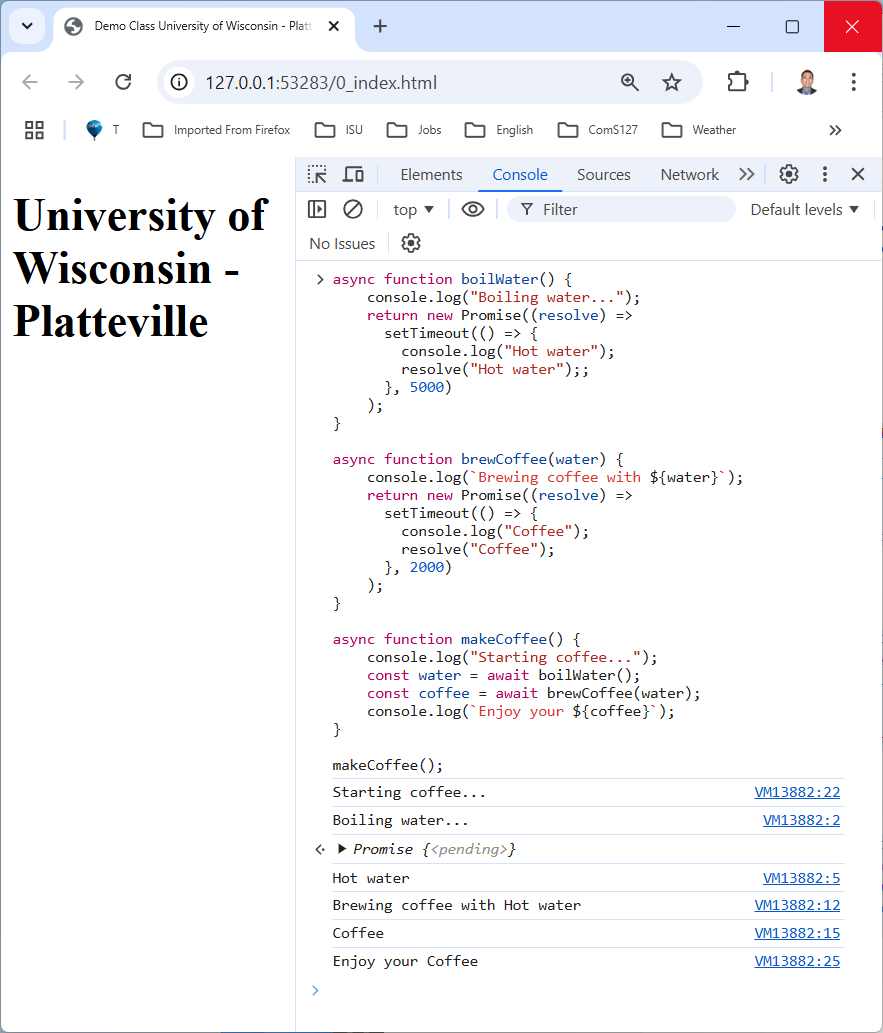 Demo Class University of Wisconsin - Platt
127.0.0.1:53283/0_index.html
T Imported From Firefox ISU Jobs English ComS127 Weather
University of
Wisconsin -
Platteville
Elements Console Sources Network
top Filter Default levels
No Issues
async function boilWater() {
    console.log("Boiling water...");
    return new Promise((resolve) =>
      setTimeout(() => {
        console.log("Hot water");
        resolve("Hot water");;
      }, 5000)
    );
}
async function brewCoffee(water) {
    console.log(`Brewing coffee with ${water}`);
    return new Promise((resolve) =>
      setTimeout(() => {
        console.log("Coffee");
        resolve("Coffee");
      }, 2000)
    );
}
async function makeCoffee() {
    console.log("Starting coffee...");
    const water = await boilWater();
    const coffee = await brewCoffee(water);
    console.log(`Enjoy your ${coffee}`);
}
makeCoffee();
Starting coffee... VM13882:22
Boiling water... VM13882:2
Promise {<pending>}
Hot water VM13882:5
Brewing coffee with Hot water VM13882:12
Coffee VM13882:15
Enjoy your Coffee VM13882:25